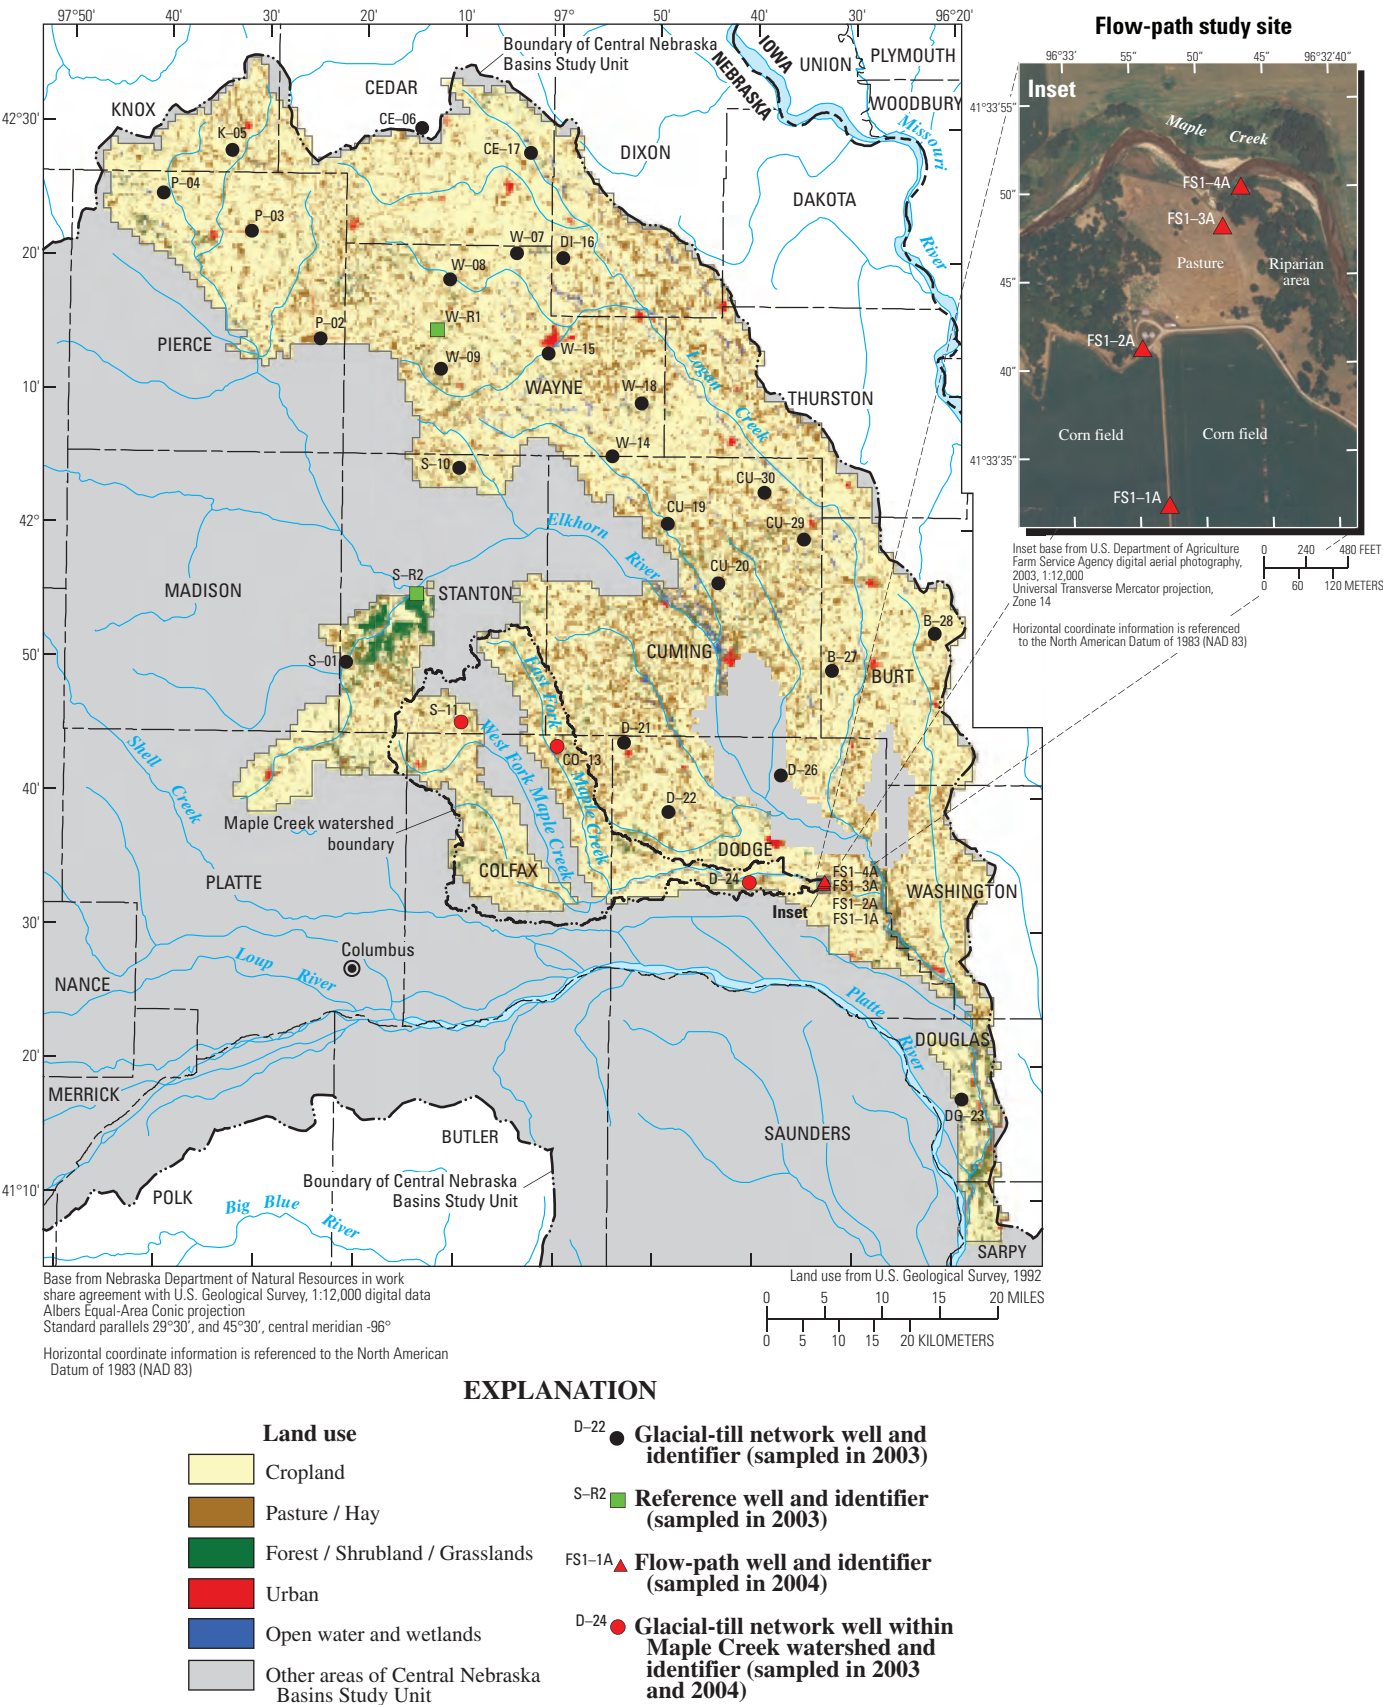 97°50'
40'
30'
20'
10'
97°
50'
40'
30'
96°20'
Flow-path study site
96°33'
55"
50"
45"
96°32'40"
Inset
41°33'55"
50"
45"
40"
41°33'35"
Maple Creek
FS1–4A
FS1–3A
Pasture
Riparian
area
FS1–2A
Corn field
Corn field
FS1–1A
Inset base from U.S. Department of Agriculture
Farm Service Agency digital aerial photography,
2003, 1:12,000
Universal Transverse Mercator projection,
Zone 14
0 240 480 FEET
0 60 120 METERS
Horizontal coordinate information is referenced
to the North American Datum of 1983 (NAD 83)
Boundary of Central Nebraska
Basins Study Unit
IOWA
NEBRASKA
UNION
PLYMOUTH
WOODBURY
KNOX
CEDAR
DIXON
DAKOTA
Missouri
River
42°30'
20'
10'
42°
50'
40'
30'
20'
41°10'
CE–06
K–05
CE–17
P–04
P–03
W–07
DI–16
W–08
W–R1
P–02
PIERCE
W–09
W–15
WAYNE
W–18
Logan
Creek
THURSTON
W–14
S–10
CU–30
CU–19
CU–29
Elkhorn
River
CU–20
MADISON
S–R2
STANTON
B–28
S–01
CUMING
B–27
BURT
East Fork
Maple Creek
S–11
West Fork Maple Creek
D–21
CO–13
D–26
Shell
Creek
D–22
Maple Creek watershed
boundary
COLFAX
DODGE
PLATTE
D–24
FS1–4A
FS1–3A
FS1–2A
FS1–1A
Inset
WASHINGTON
Columbus
Loup
River
NANCE
Platte
River
DOUGLAS
MERRICK
DO–23
BUTLER
SAUNDERS
POLK
Boundary of Central Nebraska
Basins Study Unit
Big Blue
River
SARPY
Base from Nebraska Department of Natural Resources in work
share agreement with U.S. Geological Survey, 1:12,000 digital data
Albers Equal-Area Conic projection
Standard parallels 29°30', and 45°30', central meridian -96°
Horizontal coordinate information is referenced to the North American
Datum of 1983 (NAD 83)
Land use from U.S. Geological Survey, 1992
0 5 10 15 20 MILES
0 5 10 15 20 KILOMETERS
EXPLANATION
Land use
Cropland
Pasture / Hay
Forest / Shrubland / Grasslands
Urban
Open water and wetlands
Other areas of Central Nebraska
Basins Study Unit
D–22 Glacial-till network well and
identifier (sampled in 2003)
S–R2 Reference well and identifier
(sampled in 2003)
FS1–1A Flow-path well and identifier
(sampled in 2004)
D–24 Glacial-till network well within
Maple Creek watershed and
identifier (sampled in 2003
and 2004)